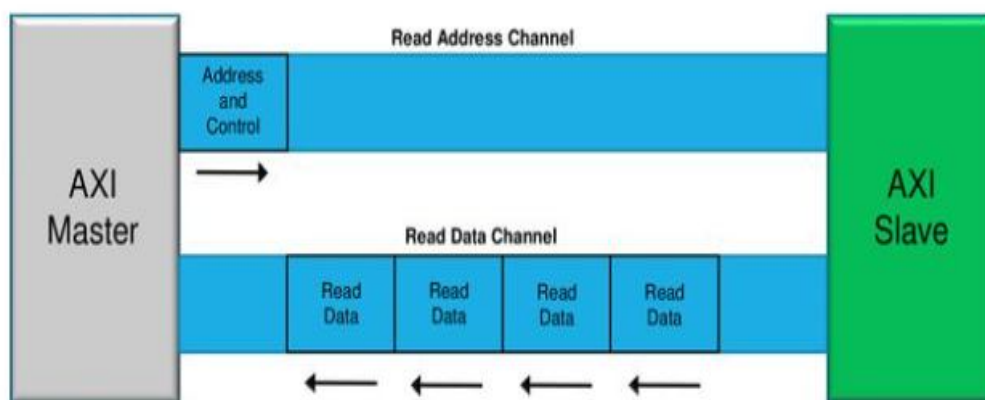 Read Address Channel
Address
and
Control
AXI
Master
AXI
Slave
Read Data Channel
Read
Data
Read
Data
Read
Data
Read
Data